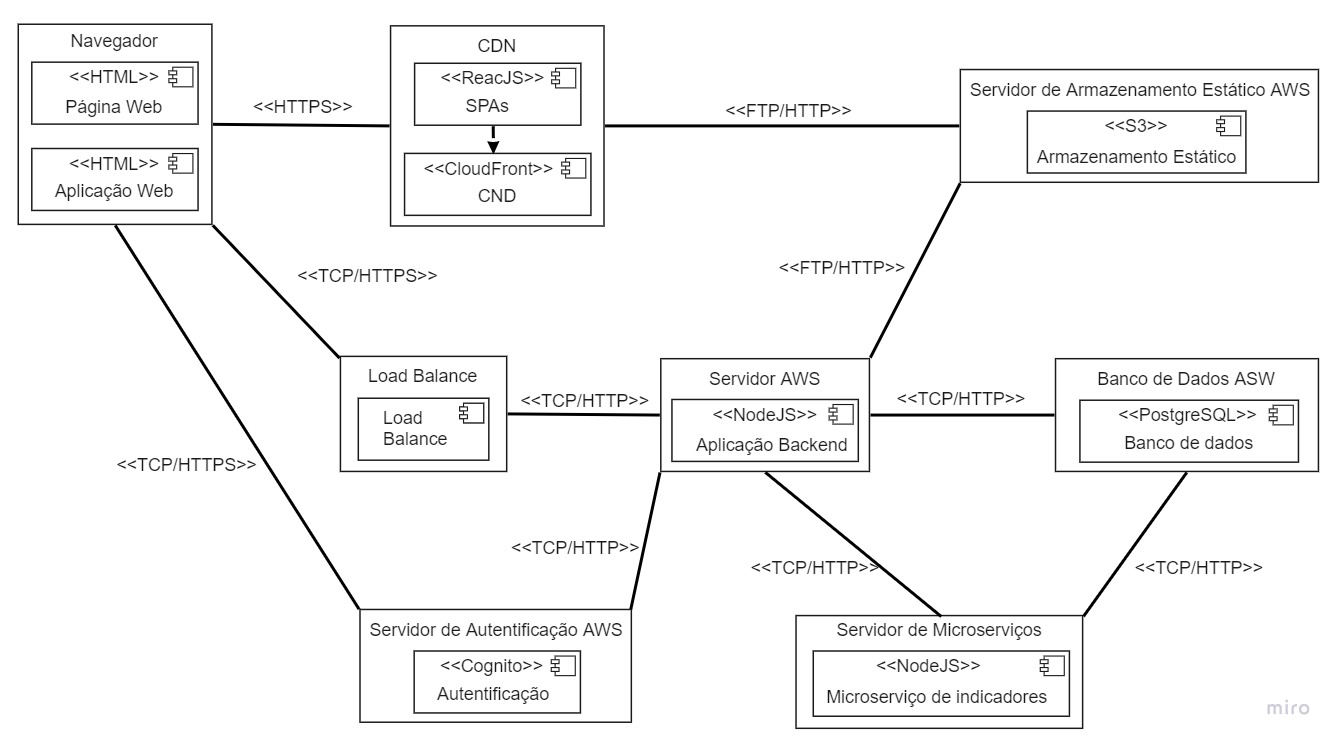 Navegador
<<HTML>>
Página Web
<<HTML>>
Aplicação Web
<<HTTPS>>
CDN
<<ReacJS>>
SPAs
<<CloudFront>>
CND
<<FTP/HTTP>>
Servidor de Armazenamento Estático AWS
<<S3>>
Armazenamento Estático
<<TCP/HTTPS>>
<<FTP/HTTP>>
Load Balance
Load
Balance
<<TCP/HTTP>>
Servidor AWS
<<NodeJS>>
Aplicação Backend
<<TCP/HTTP>>
Banco de Dados ASW
<<PostgreSQL>>
Banco de dados
<<TCP/HTTPS>>
<<TCP/HTTP>>
<<TCP/HTTP>>
<<TCP/HTTP>>
Servidor de Autentificação AWS
<<Cognito>>
Autentificação
Servidor de Microserviços
<<NodeJS>>
Microserviço de indicadores
miro